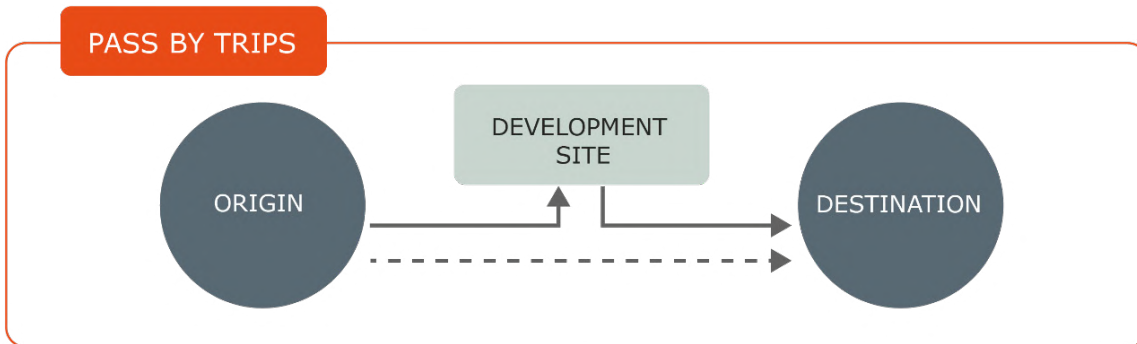 PASS BY TRIPS
DEVELOPMENT
SITE
ORIGIN
DESTINATION